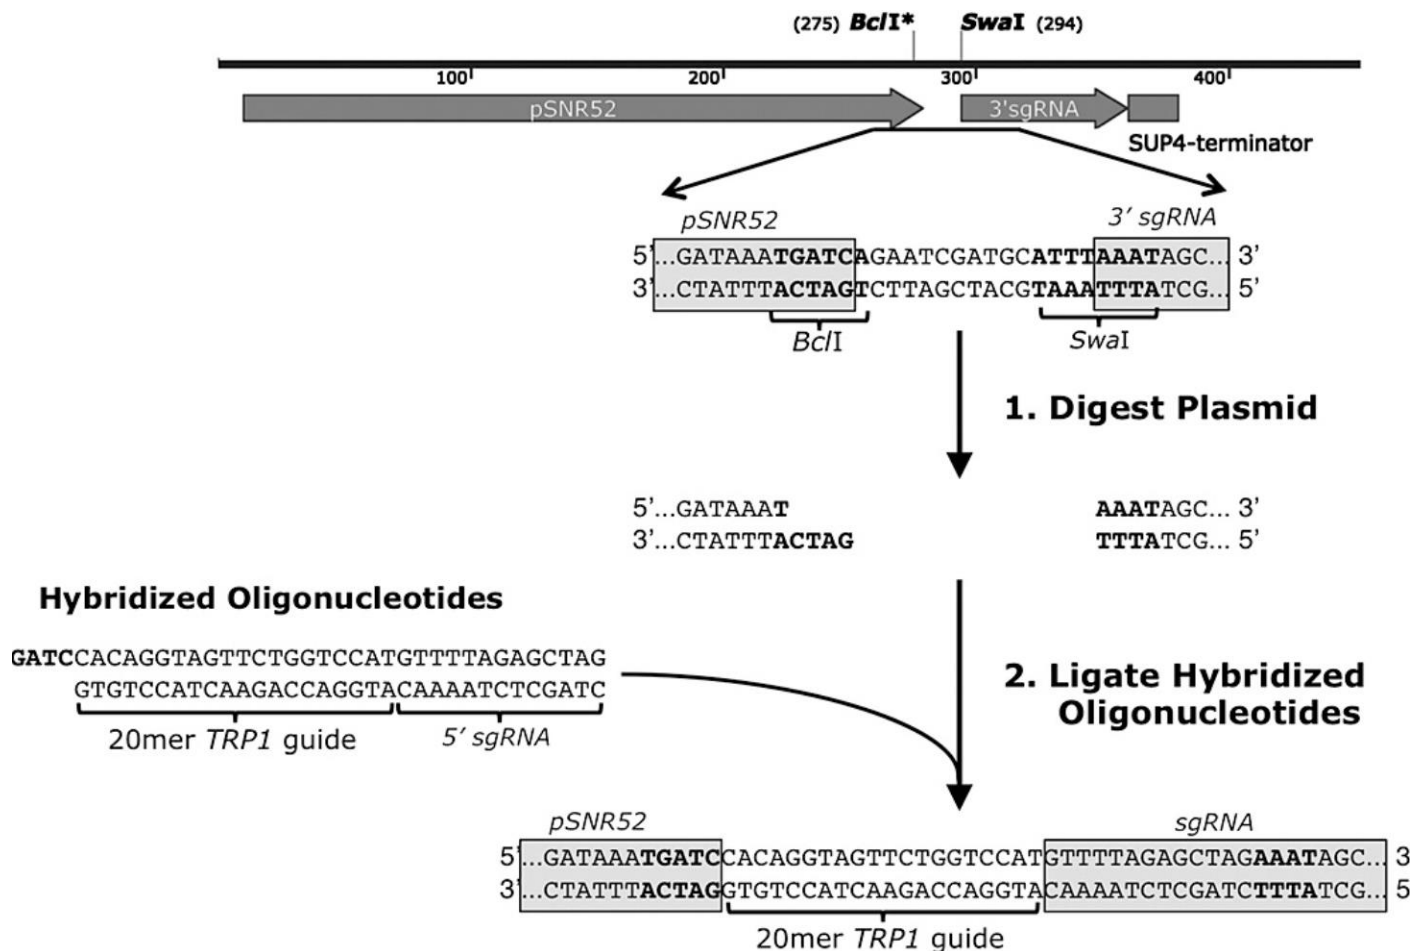 (275) BclI* SwaI (294)
100 200 300 400
pSNR52 3'sgRNA
SUP4-terminator
pSNR52 3' sgRNA
5'...GATAAATGATCAGAATCGATGCATTTAAATAGC... 3'
3'...CTATTTACTAGTCTTAGCTACGTAAATTTATCG... 5'
BclI SwaI
1. Digest Plasmid
5'...GATAAAT AAATAGC... 3'
3'...CTATTTACTAG TTTATCG... 5'
Hybridized Oligonucleotides
GATCCACAGGTAGTTCTGGTCCATGTTTTAGAGCTAG
GTGTCCATCAAGACCAGGTACAAAATCTCGATC
20mer TRP1 guide 5' sgRNA
2. Ligate Hybridized
Oligonucleotides
pSNR52 sgRNA
5'...GATAAATGATCCACAGGTAGTTCTGGTCCATGTTTTAGAGCTAGAAATAGC... 3
3'...CTATTTACTAGGTGTCCATCAAGACCAGGTACAAAATCTCGATCTTTATCG... 5
20mer TRP1 guide